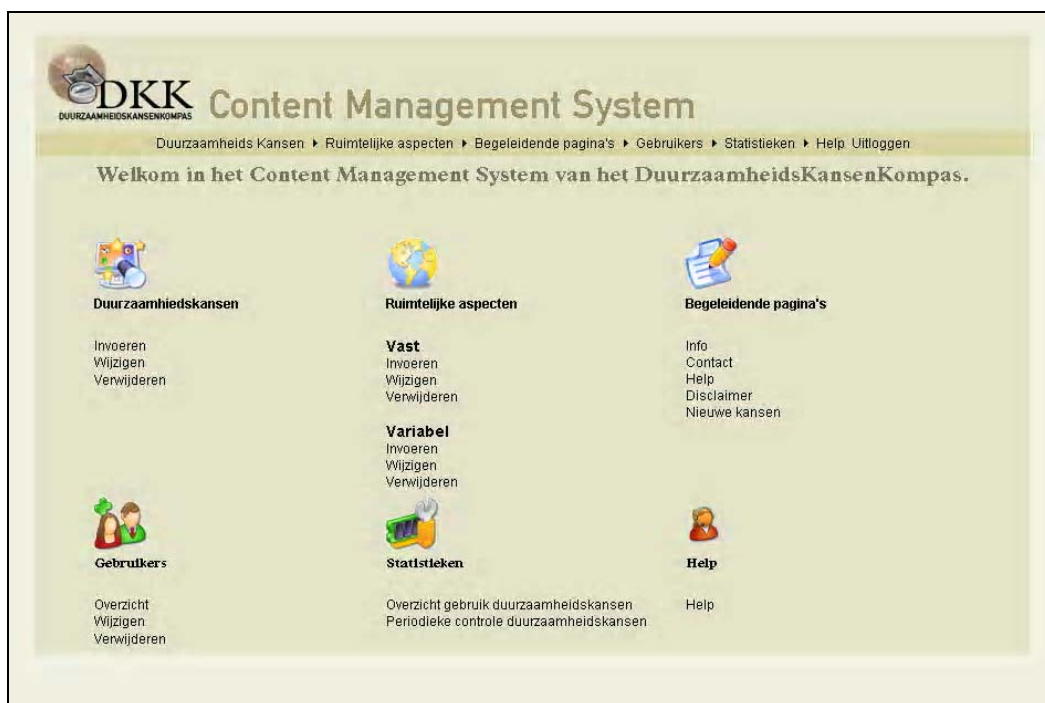 DKK
DUURZAAMHEIDSKANSENKOMPAS
Content Management System
Duurzaamheids Kansen Ruimtelijke aspecten Begeleidende pagina's Gebruikers Statistieken Help Uitloggen
Welkom in het Content Management System van het DuurzaamheidsKansenKompas.
Duurzaamhiedskansen
Invoeren
Wijzigen
Verwijderen
Ruimtelijke aspecten
Vast
Invoeren
Wijzigen
Verwijderen
Variabel
Invoeren
Wijzigen
Verwijderen
Begeleidende pagina's
Info
Contact
Help
Disclaimer
Nieuwe kansen
Gebruikers
Overzicht
Wijzigen
Verwijderen
Statistieken
Overzicht gebruik duurzaamheidskansen
Periodieke controle duurzaamheidskansen
Help
Help